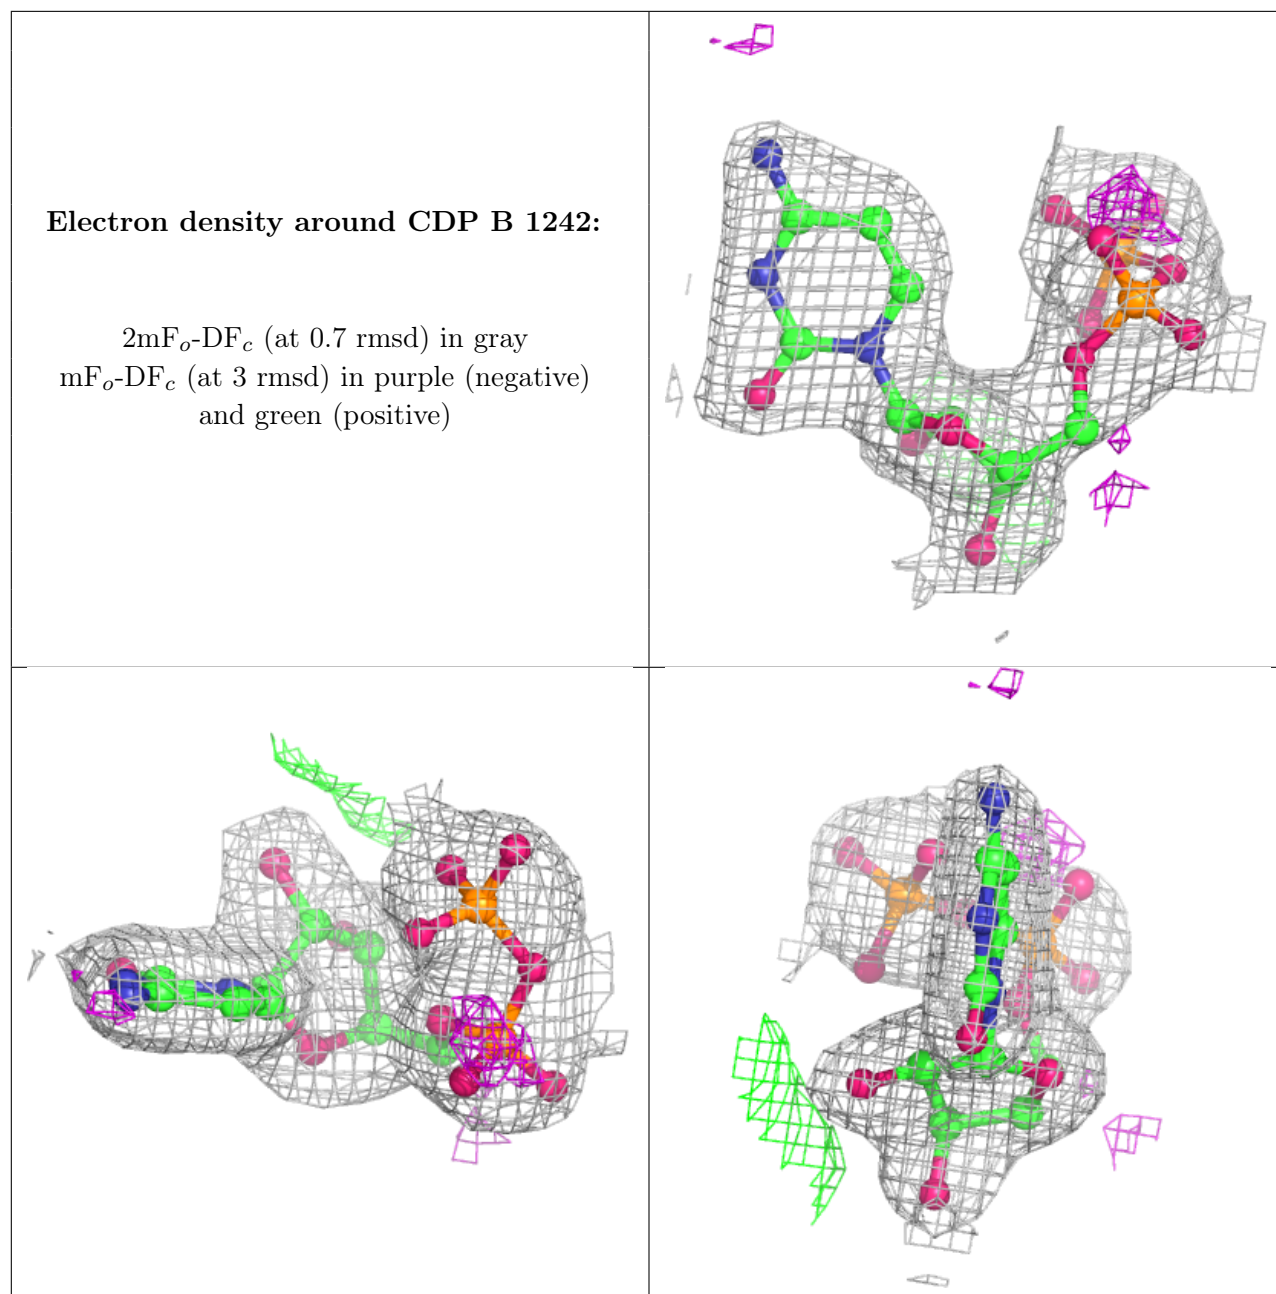 Electron density around CDP B 1242:
2mFo-DFc (at 0.7 rmsd) in gray
mFo-DFc (at 3 rmsd) in purple (negative)
and green (positive)